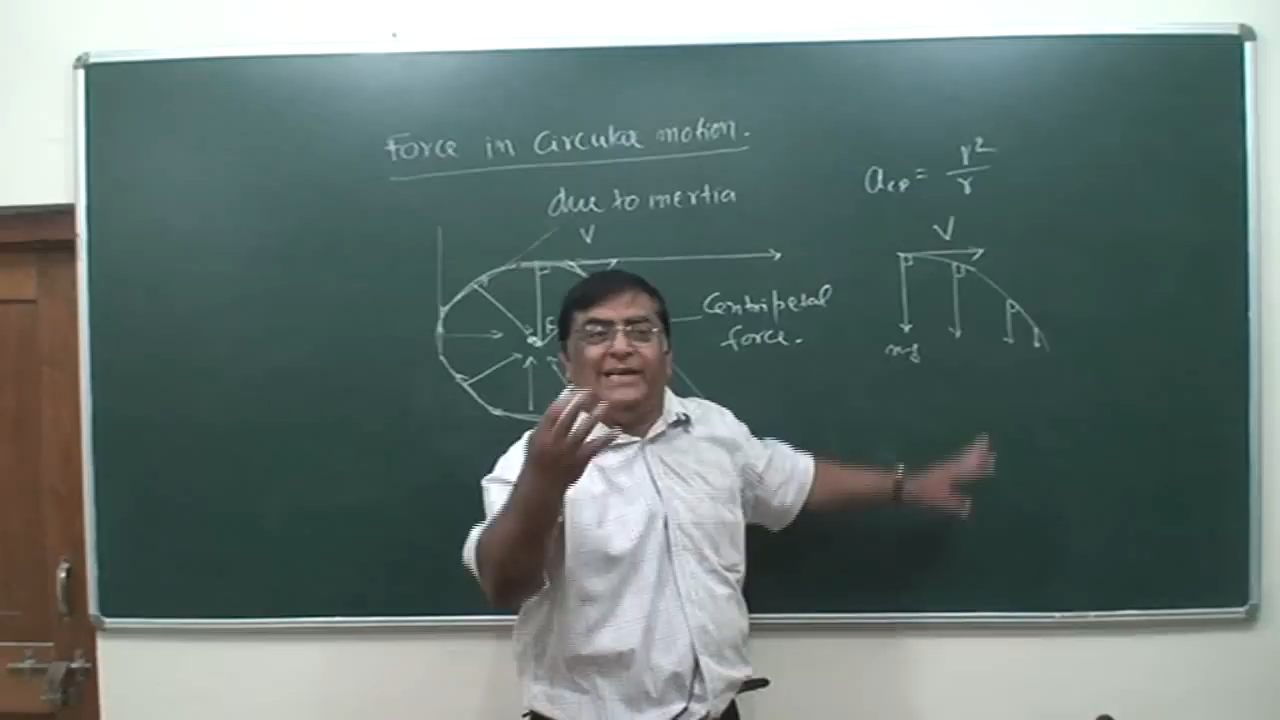 Force in Circular motion.
due to inertia
V
F
Centripetal
force.
acp = v²/r
V
mg